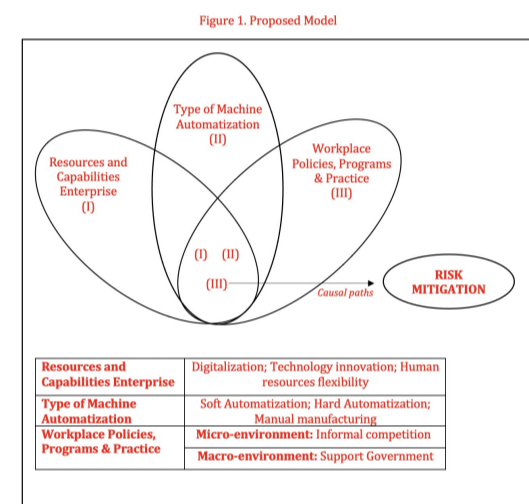 Figure 1. Proposed Model
Type of Machine
Automatization
(II)
Workplace
Policies, Programs
& Practice
(III)
Resources and
Capabilities
Enterprise
(I)
(I) (II)
(III)
Causal paths
RISK
MITIGATION
Resources and
Capabilities Enterprise
Digitalization; Technology innovation; Human
resources flexibility
Type of Machine
Automatization
Soft Automatization; Hard Automatization;
Manual manufacturing
Workplace Policies,
Programs & Practice
Micro-environment: Informal competition
Macro-environment: Support Government